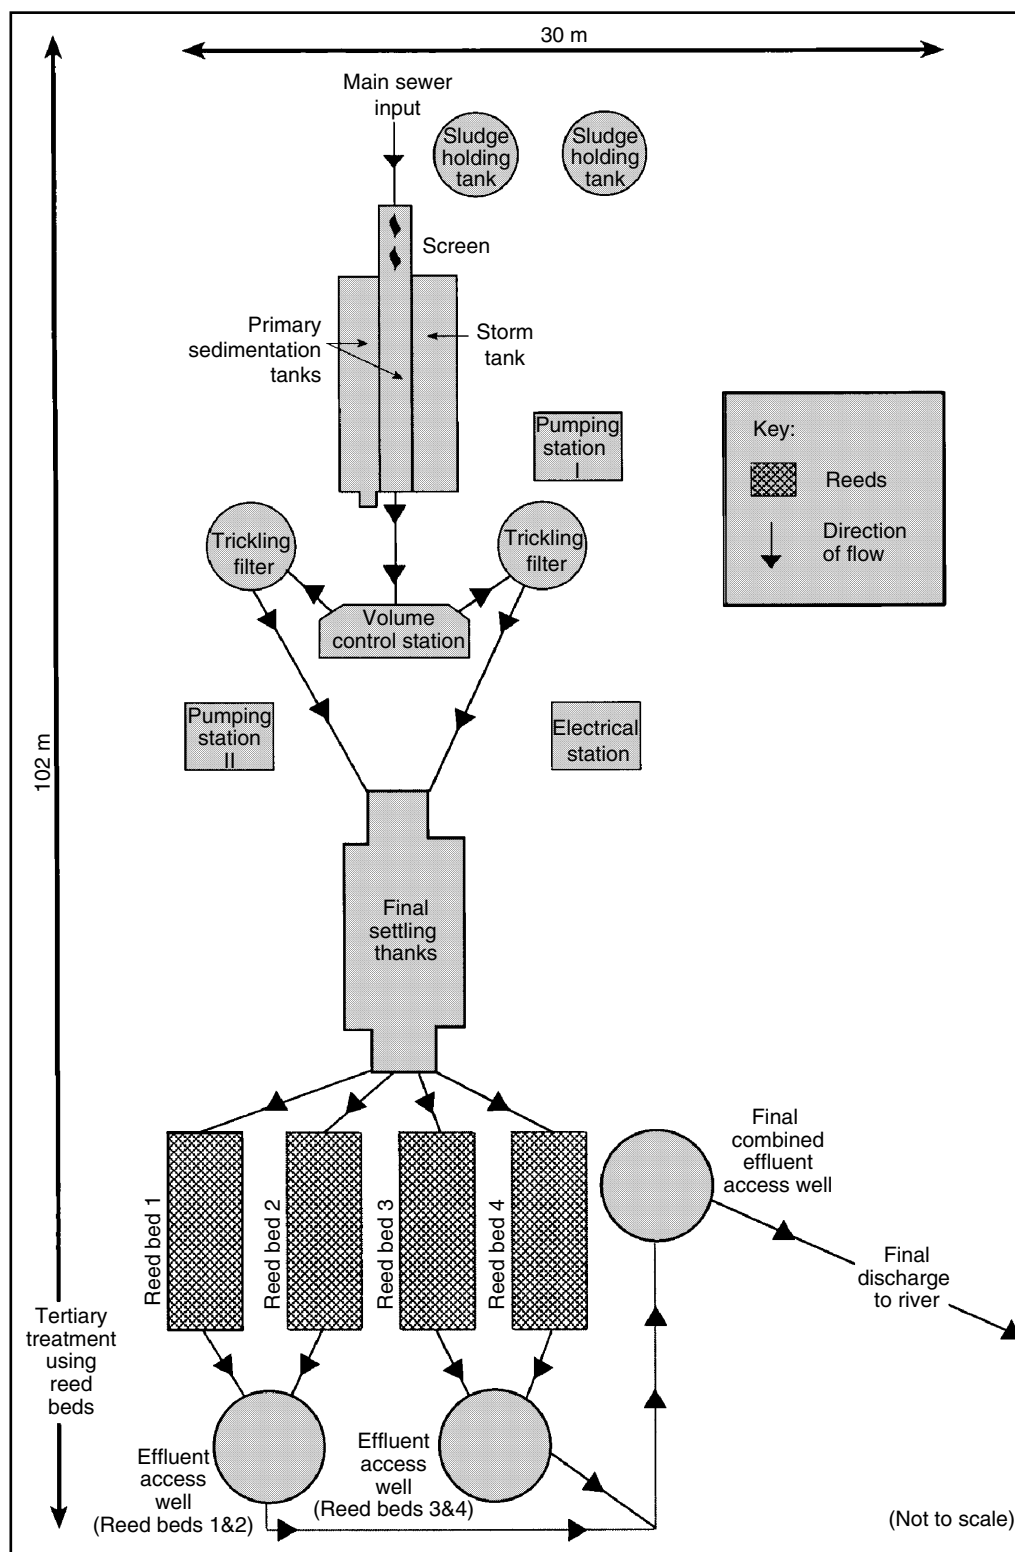 30 m
Main sewer
input
Sludge
holding
tank
Sludge
holding
tank
Screen
Primary
sedimentation
tanks
Storm
tank
Pumping
station
I
Key:
Reeds
Direction
of flow
Trickling
filter
Trickling
filter
Volume
control station
Pumping
station
II
Electrical
station
102 m
Final
settling
thanks
Final
combined
effluent
access well
Reed bed 1
Reed bed 2
Reed bed 3
Reed bed 4
Final
discharge
to river
Tertiary
treatment
using
reed
beds
Effluent
access
well
(Reed beds 1&2)
Effluent
access
well
(Reed beds 3&4)
(Not to scale)